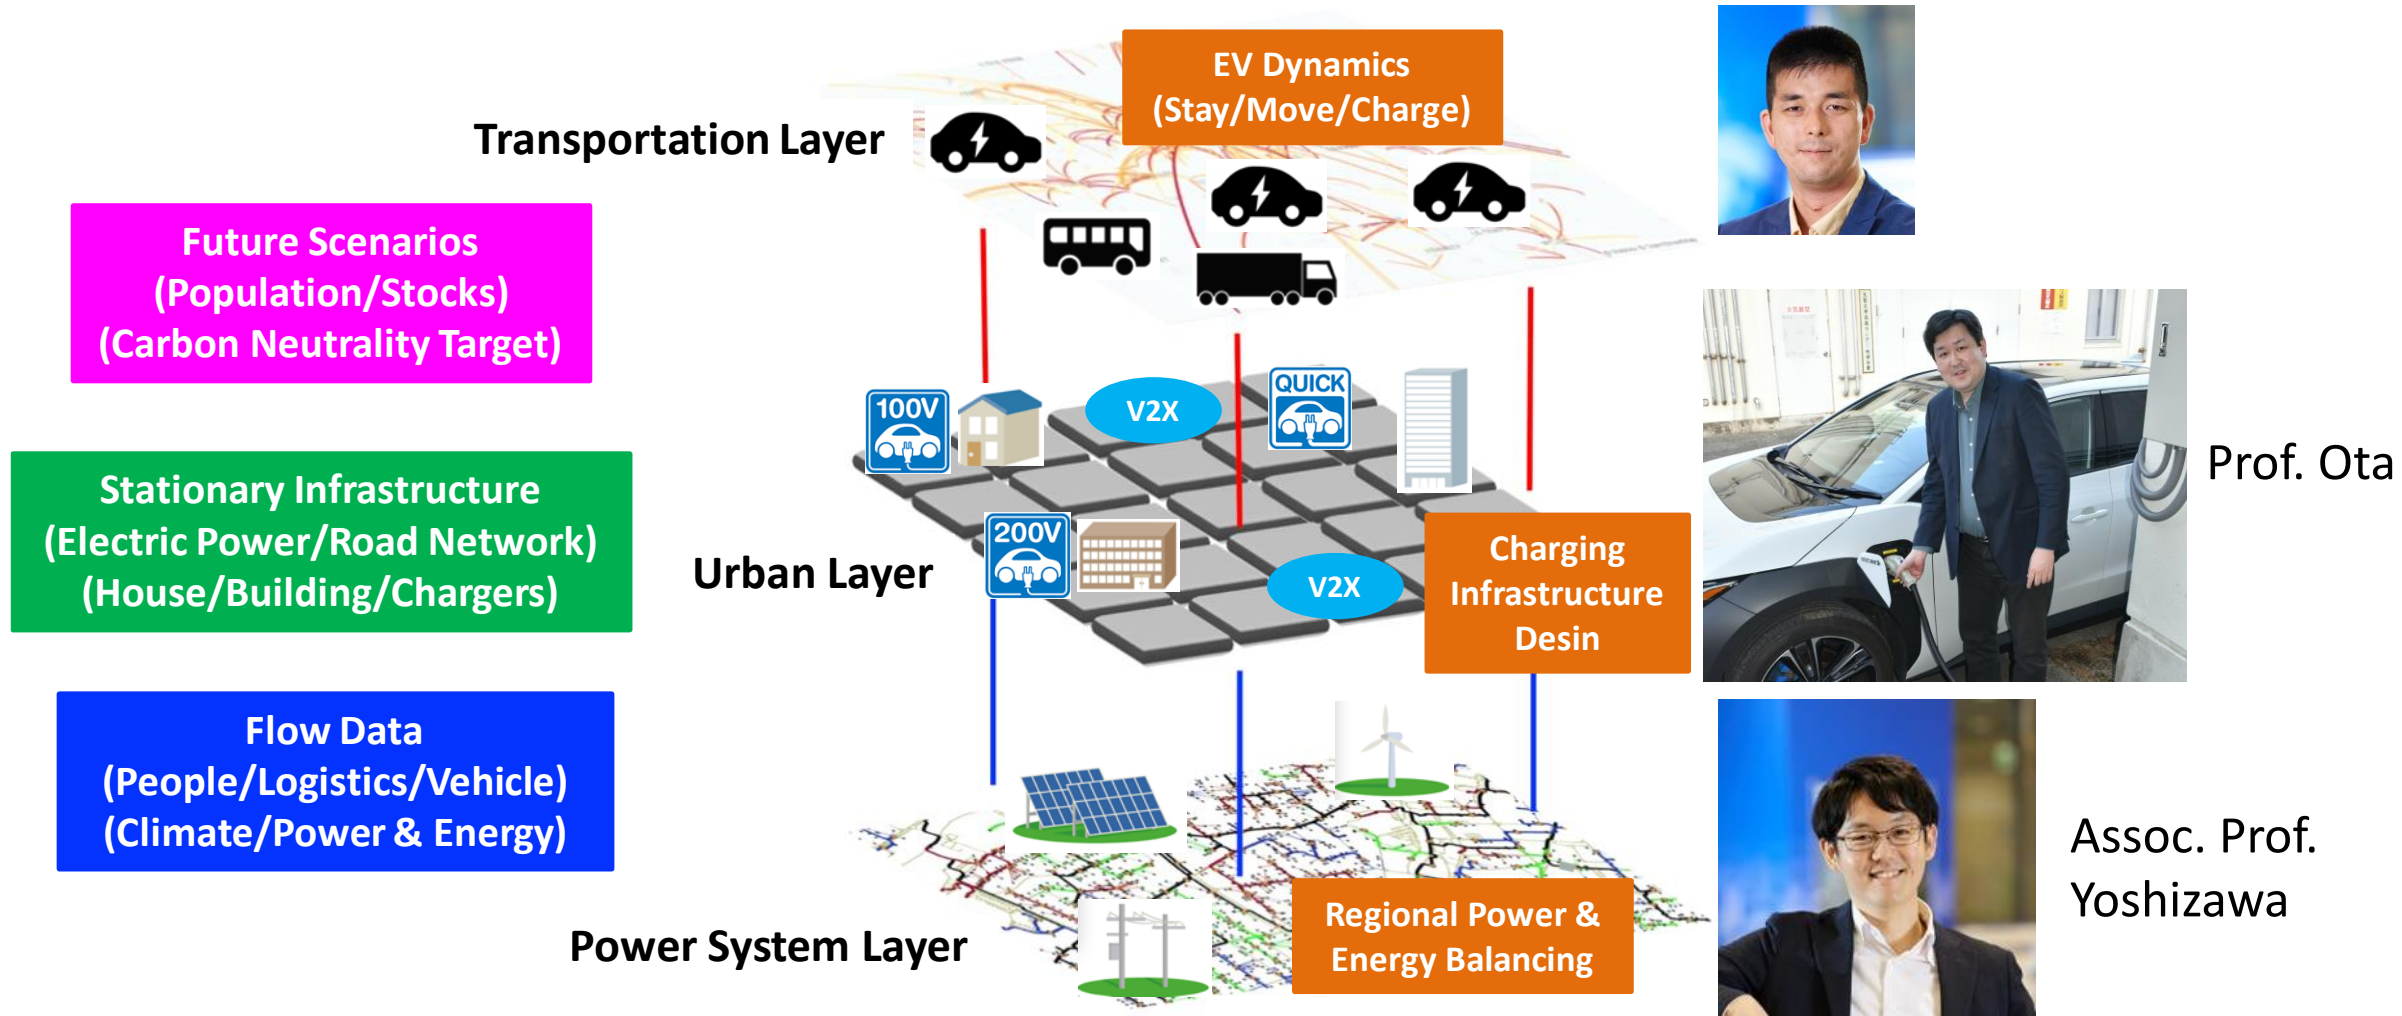 EV Dynamics
(Stay/Move/Charge)
Transportation Layer
Future Scenarios
(Population/Stocks)
(Carbon Neutrality Target)
100V
V2X
QUICK
Prof. Ota
Stationary Infrastructure
(Electric Power/Road Network)
(House/Building/Chargers)
200V
Urban Layer
V2X
Charging
Infrastructure
Desin
Flow Data
(People/Logistics/Vehicle)
(Climate/Power & Energy)
Assoc. Prof.
Yoshizawa
Power System Layer
Regional Power &
Energy Balancing